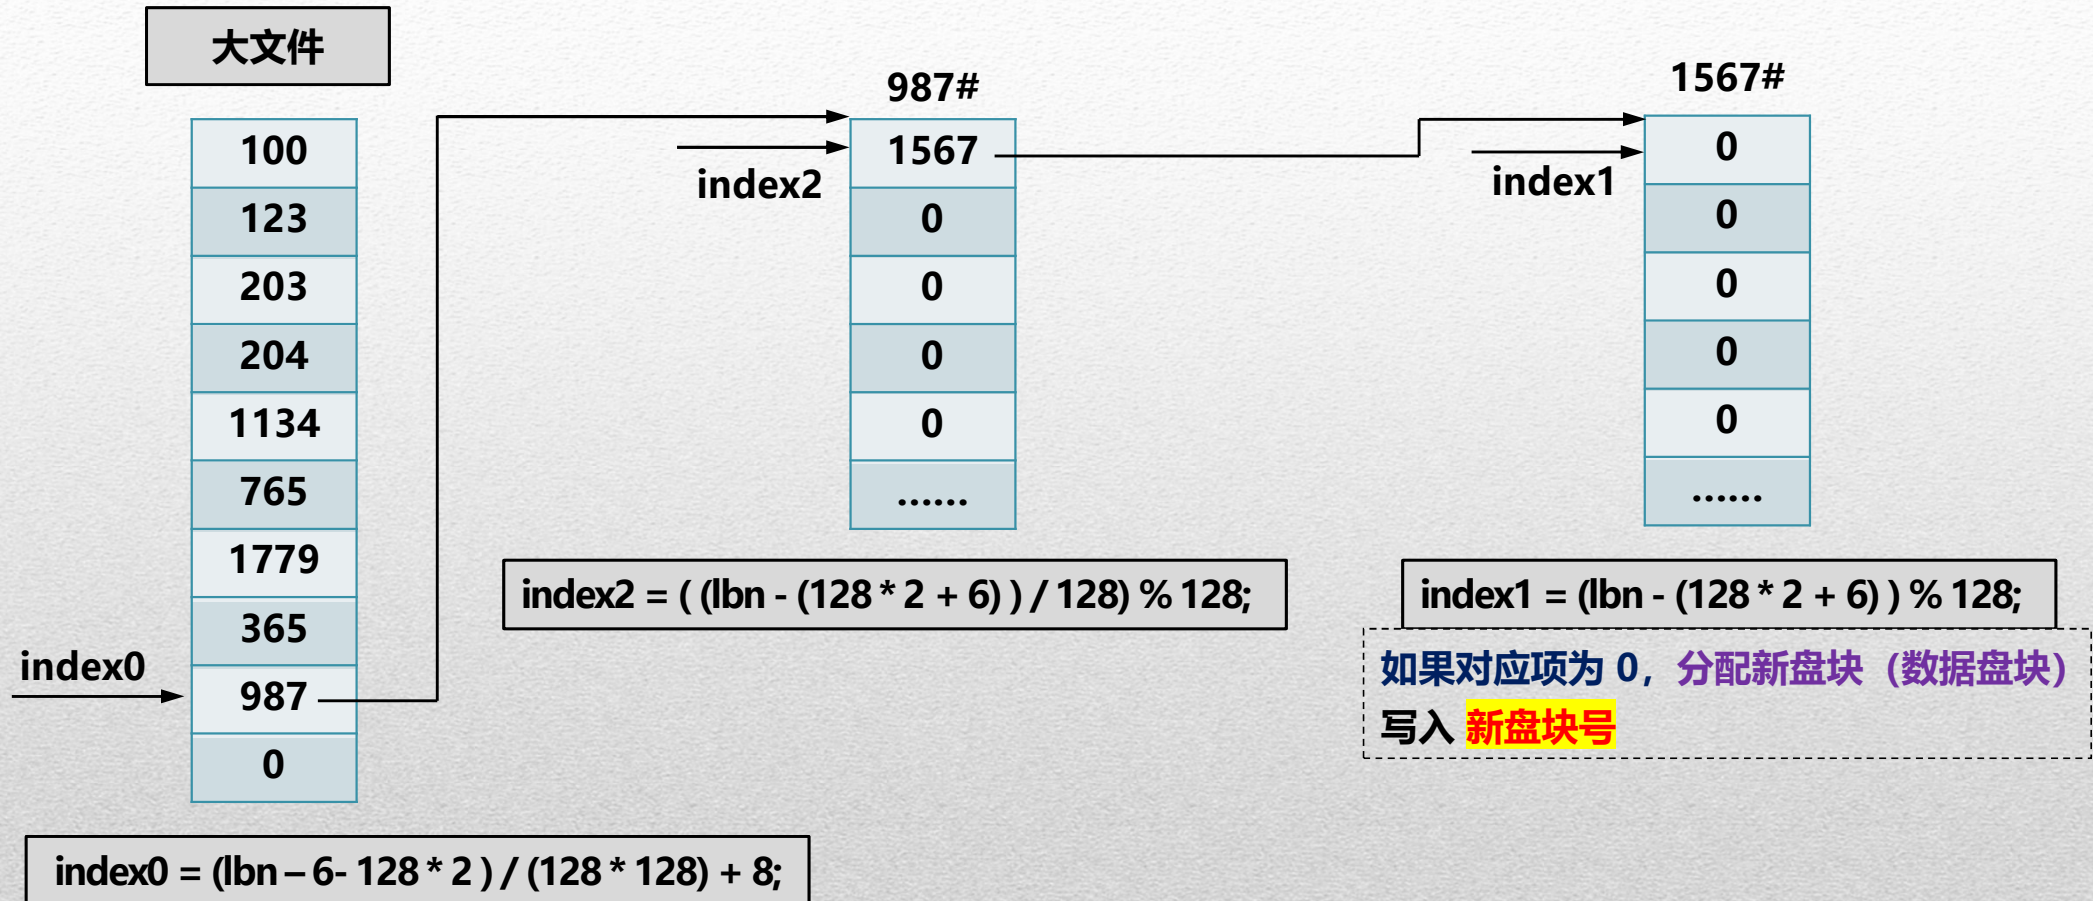 大文件
100
123
203
204
1134
765
1779
365
987
0
index0
index0 = (lbn – 6- 128 * 2 ) / (128 * 128) + 8;
987#
1567
0
0
0
0
......
index2
index2 = ( (lbn - (128 * 2 + 6) ) / 128) % 128;
1567#
0
0
0
0
0
......
index1
index1 = (lbn - (128 * 2 + 6) ) % 128;
如果对应项为 0，分配新盘块（数据盘块）
写入 新盘块号